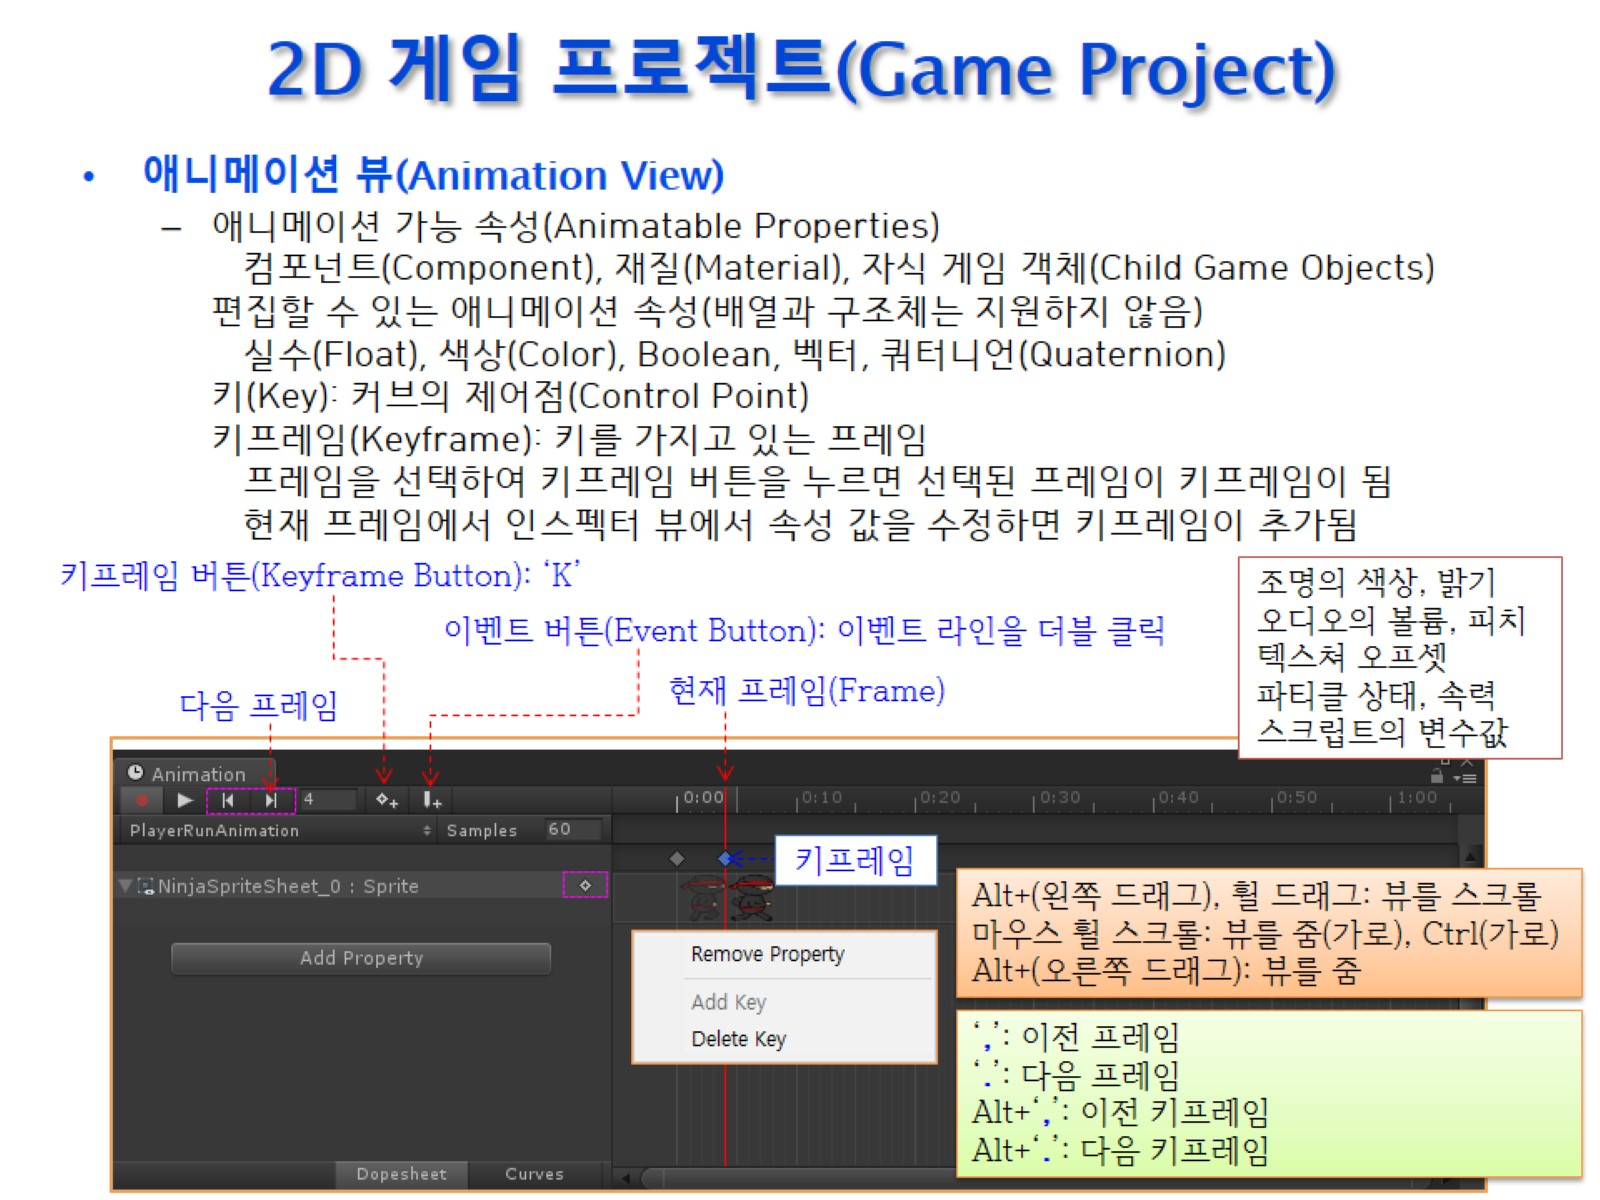 2D 게임 프로젝트(Game Project)
• 애니메이션 뷰(Animation View)
– 애니메이션 가능 속성(Animatable Properties)
컴포넌트(Component), 재질(Material), 자식 게임 객체(Child Game Objects)
편집할 수 있는 애니메이션 속성(배열과 구조체는 지원하지 않음)
실수(Float), 색상(Color), Boolean, 벡터, 쿼터니언(Quaternion)
키(Key): 커브의 제어점(Control Point)
키프레임(Keyframe): 키를 가지고 있는 프레임
프레임을 선택하여 키프레임 버튼을 누르면 선택된 프레임이 키프레임이 됨
현재 프레임에서 인스펙터 뷰에서 속성 값을 수정하면 키프레임이 추가됨
키프레임 버튼(Keyframe Button): ‘K’
이벤트 버튼(Event Button): 이벤트 라인을 더블 클릭
다음 프레임
현재 프레임(Frame)
조명의 색상, 밝기
오디오의 볼륨, 피치
텍스쳐 오프셋
파티클 상태, 속력
스크립트의 변수값
Animation
4
0:00 0:10 0:20 0:30 0:40 0:50 1:00
PlayerRunAnimation Samples 60
키프레임
NinjaSpriteSheet_0 : Sprite
Add Property
Remove Property
Add Key
Delete Key
Alt+(왼쪽 드래그), 휠 드래그: 뷰를 스크롤
마우스 휠 스크롤: 뷰를 줌(가로), Ctrl(가로)
Alt+(오른쪽 드래그): 뷰를 줌
‘,’: 이전 프레임
‘.’: 다음 프레임
Alt+‘,’: 이전 키프레임
Alt+‘.’: 다음 키프레임
Dopesheet Curves